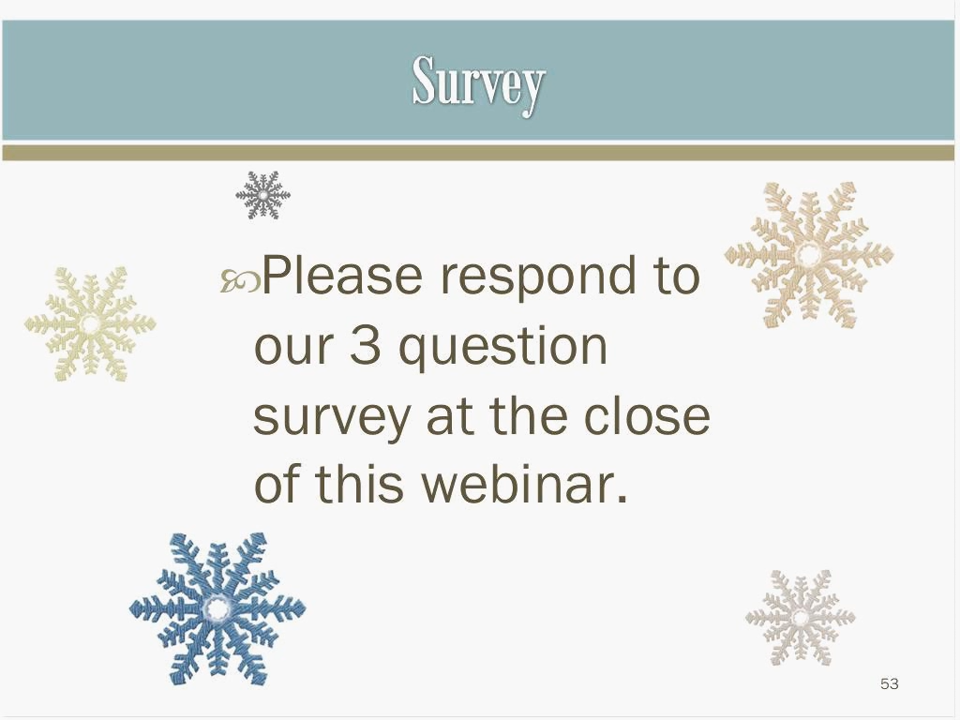 Survey
Please respond to
our 3 question
survey at the close
of this webinar.
53